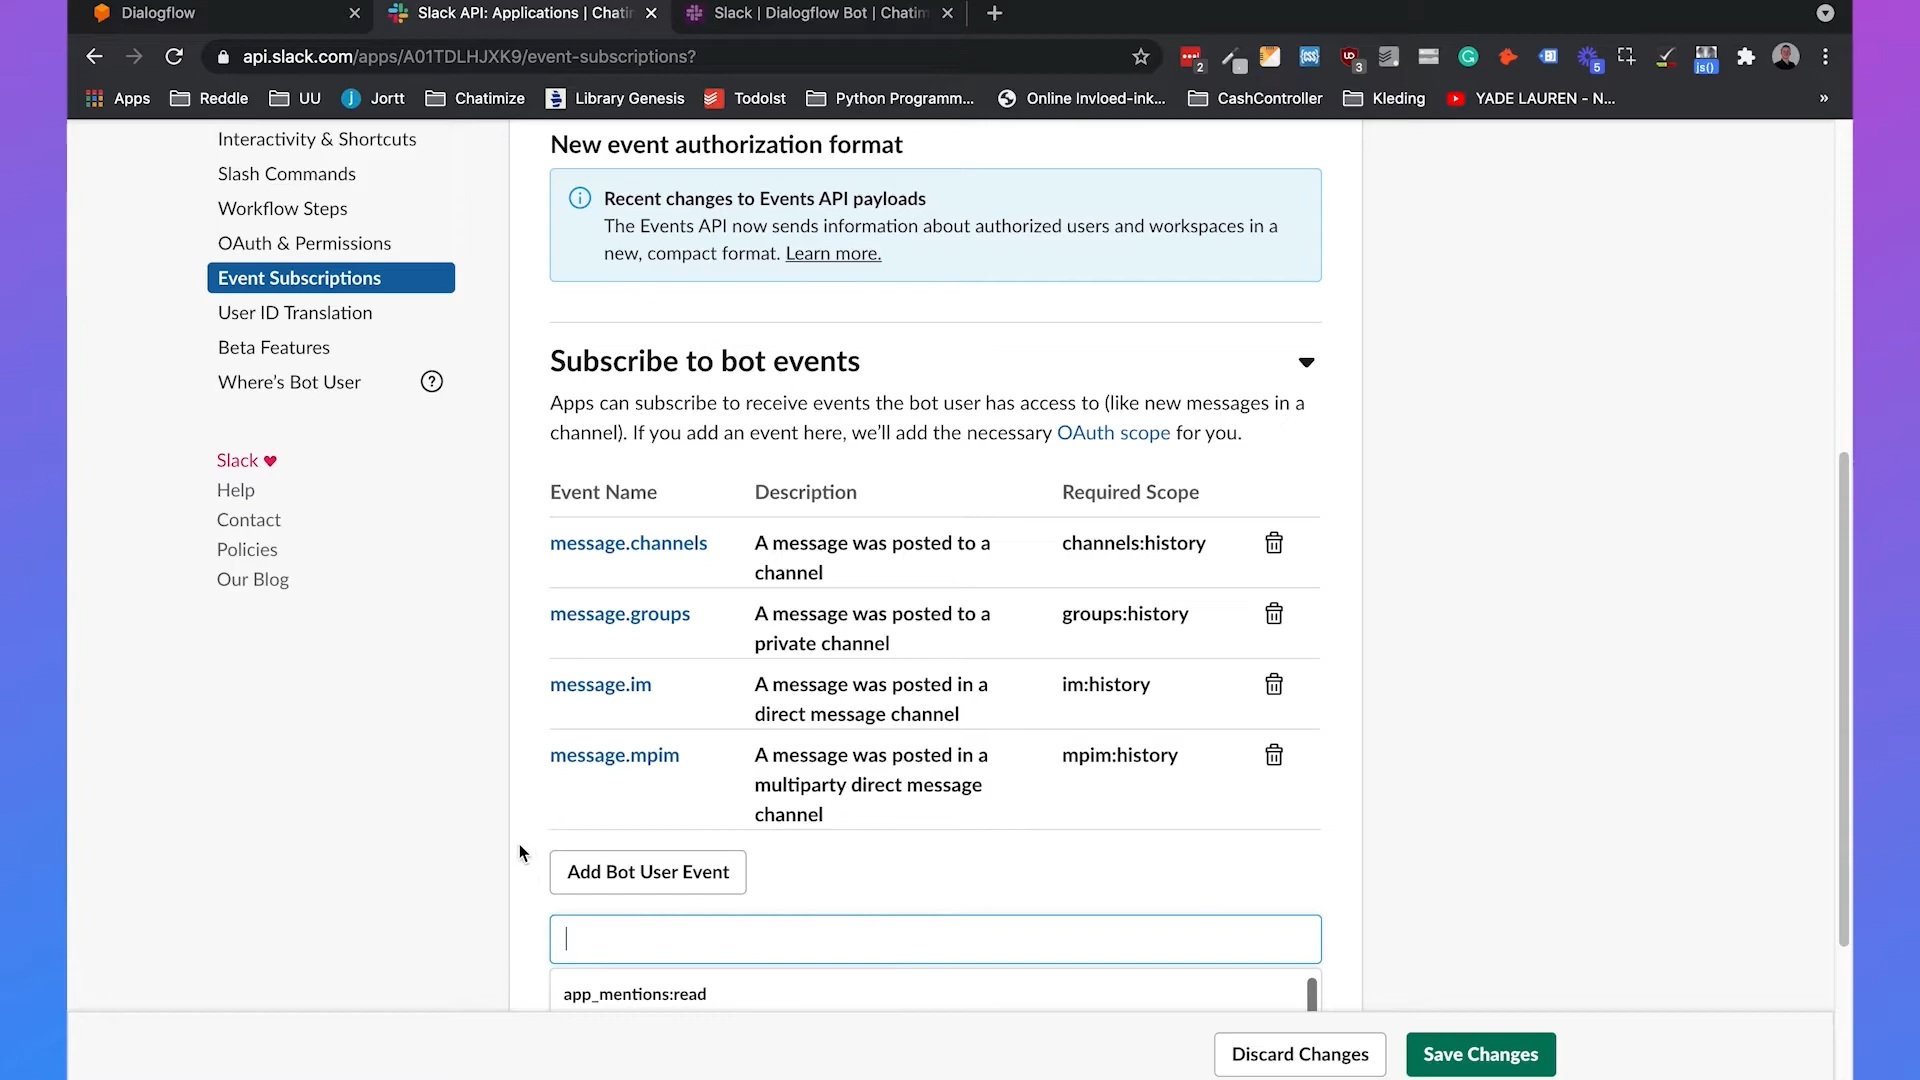 Dialogflow
Slack API: Applications | Chatim
Slack | Dialogflow Bot | Chatim
api.slack.com/apps/A01TDLHJXK9/event-subscriptions?
2
3
5
js()
Apps
Reddle
UU
Jortt
Chatimize
Library Genesis
TodoIst
Python Programm...
Online Invloed-ink...
CashController
Kleding
YADE LAUREN - N...
»
Interactivity & Shortcuts
Slash Commands
Workflow Steps
OAuth & Permissions
Event Subscriptions
User ID Translation
Beta Features
Where's Bot User
?
Slack ♥
Help
Contact
Policies
Our Blog
New event authorization format
Recent changes to Events API payloads
The Events API now sends information about authorized users and workspaces in a
new, compact format. Learn more.
Subscribe to bot events
Apps can subscribe to receive events the bot user has access to (like new messages in a
channel). If you add an event here, we'll add the necessary OAuth scope for you.
Event Name Description Required Scope
message.channels A message was posted to a channels:history
channel
message.groups A message was posted to a groups:history
private channel
message.im A message was posted in a im:history
direct message channel
message.mpim A message was posted in a mpim:history
multiparty direct message
channel
Add Bot User Event
app_mentions:read
Discard Changes
Save Changes